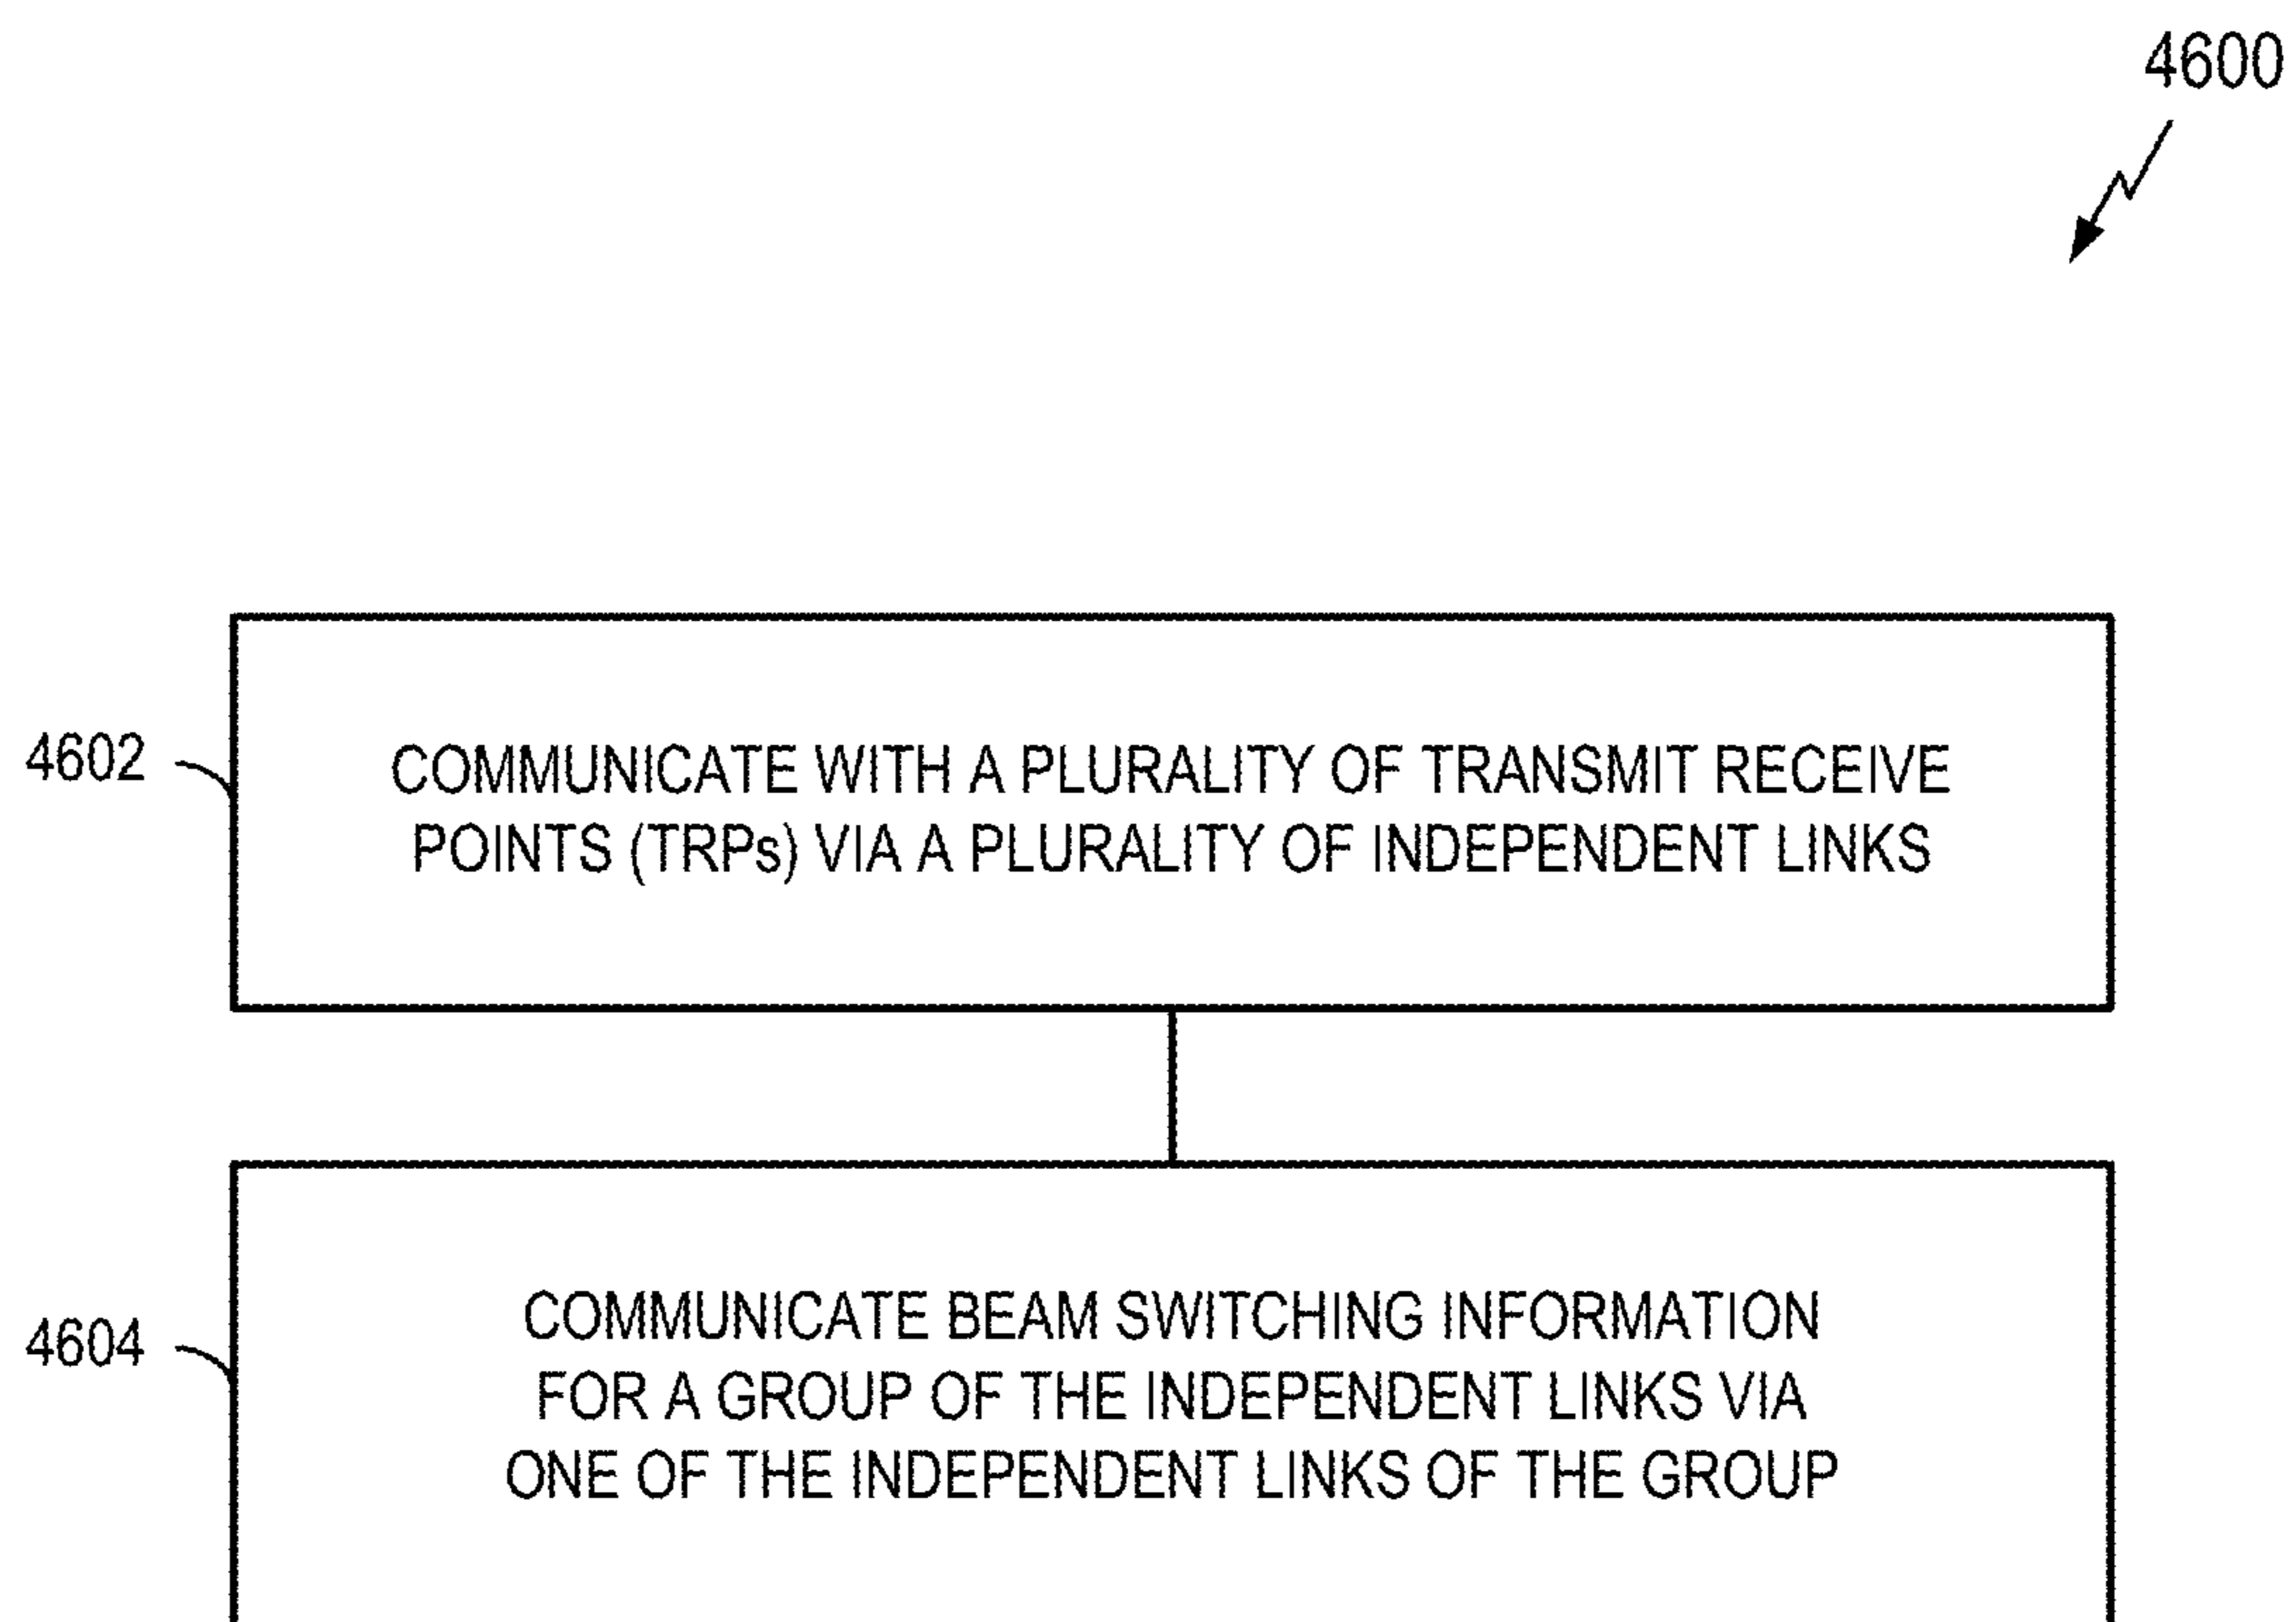 4600
4602
COMMUNICATE WITH A PLURALITY OF TRANSMIT RECEIVE
POINTS (TRPs) VIA A PLURALITY OF INDEPENDENT LINKS
4604
COMMUNICATE BEAM SWITCHING INFORMATION
FOR A GROUP OF THE INDEPENDENT LINKS VIA
ONE OF THE INDEPENDENT LINKS OF THE GROUP